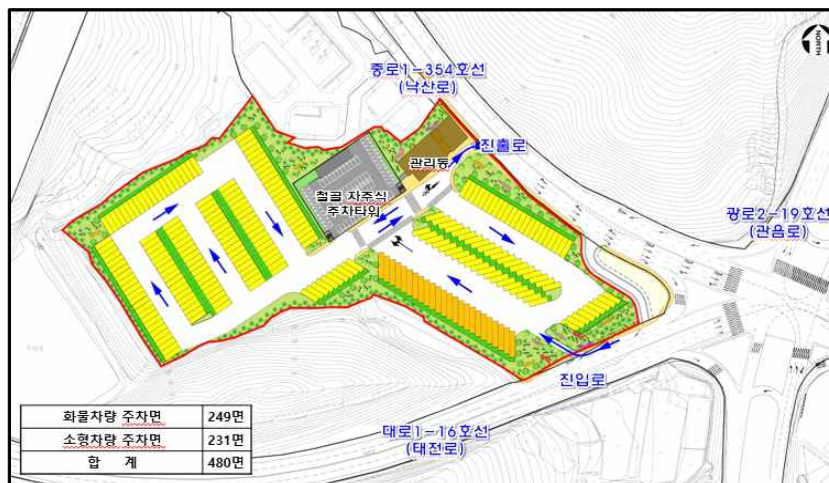 NORTH
중로1-354호선
(낙산로)
진출로
관리동
철골 자주식
주차타워
광로2-19호선
(관음로)
진입로
대로1-16호선
(태전로)
화물차량 주차면 249면
소형차량 주차면 231면
합 계 480면